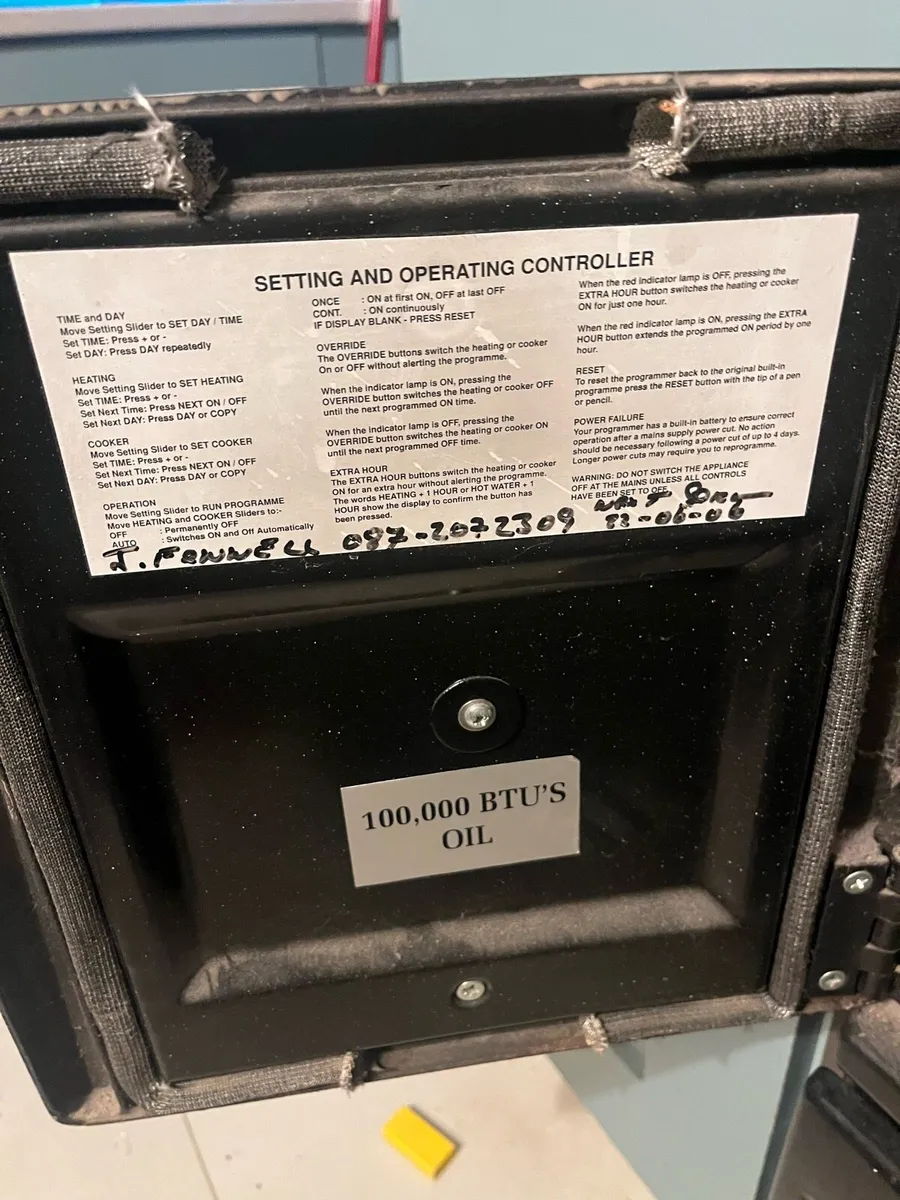 SETTING AND OPERATING CONTROLLER
TIME and DAY
Move Setting Slider to SET DAY / TIME
Set TIME: Press + or -
Set DAY: Press DAY repeatedly
HEATING
Move Setting Slider to SET HEATING
Set TIME: Press + or -
Set Next Time: Press NEXT ON / OFF
Set Next DAY: Press DAY or COPY
COOKER
Move Setting Slider to SET COOKER
Set TIME: Press + or -
Set Next Time: Press NEXT ON / OFF
Set Next DAY: Press DAY or COPY
OPERATION
Move Setting Slider to RUN PROGRAMME
Move HEATING and COOKER Sliders to:-
OFF : Permanently OFF
AUTO : Switches ON and Off Automatically
ONCE : ON at first ON, OFF at last OFF
CONT. : ON continuously
IF DISPLAY BLANK - PRESS RESET
OVERRIDE
The OVERRIDE buttons switch the heating or cooker
On or OFF without alerting the programme.
When the indicator lamp is ON, pressing the
OVERRIDE button switches the heating or cooker OFF
until the next programmed ON time.
When the indicator lamp is OFF, pressing the
OVERRIDE button switches the heating or cooker ON
until the next programmed OFF time.
EXTRA HOUR
The EXTRA HOUR buttons switch the heating or cooker
ON for an extra hour without alerting the programme.
The words HEATING + 1 HOUR or HOT WATER + 1
HOUR show the display to confirm the button has
been pressed.
When the red indicator lamp is OFF, pressing the
EXTRA HOUR button switches the heating or cooker
ON for just one hour.
When the red indicator lamp is ON, pressing the EXTRA
HOUR button extends the programmed ON period by one
hour.
RESET
To reset the programmer back to the original built-in
programme press the RESET button with the tip of a pen
or pencil.
POWER FAILURE
Your programmer has a built-in battery to ensure correct
operation after a mains supply power cut. No action
should be necessary following a power cut of up to 4 days.
Longer power cuts may require you to reprogramme.
WARNING: DO NOT SWITCH THE APPLIANCE
OFF AT THE MAINS UNLESS ALL CONTROLS
HAVE BEEN SET TO OFF
J. FENNELL 087-2072309
22-06-06
100,000 BTU'S
OIL